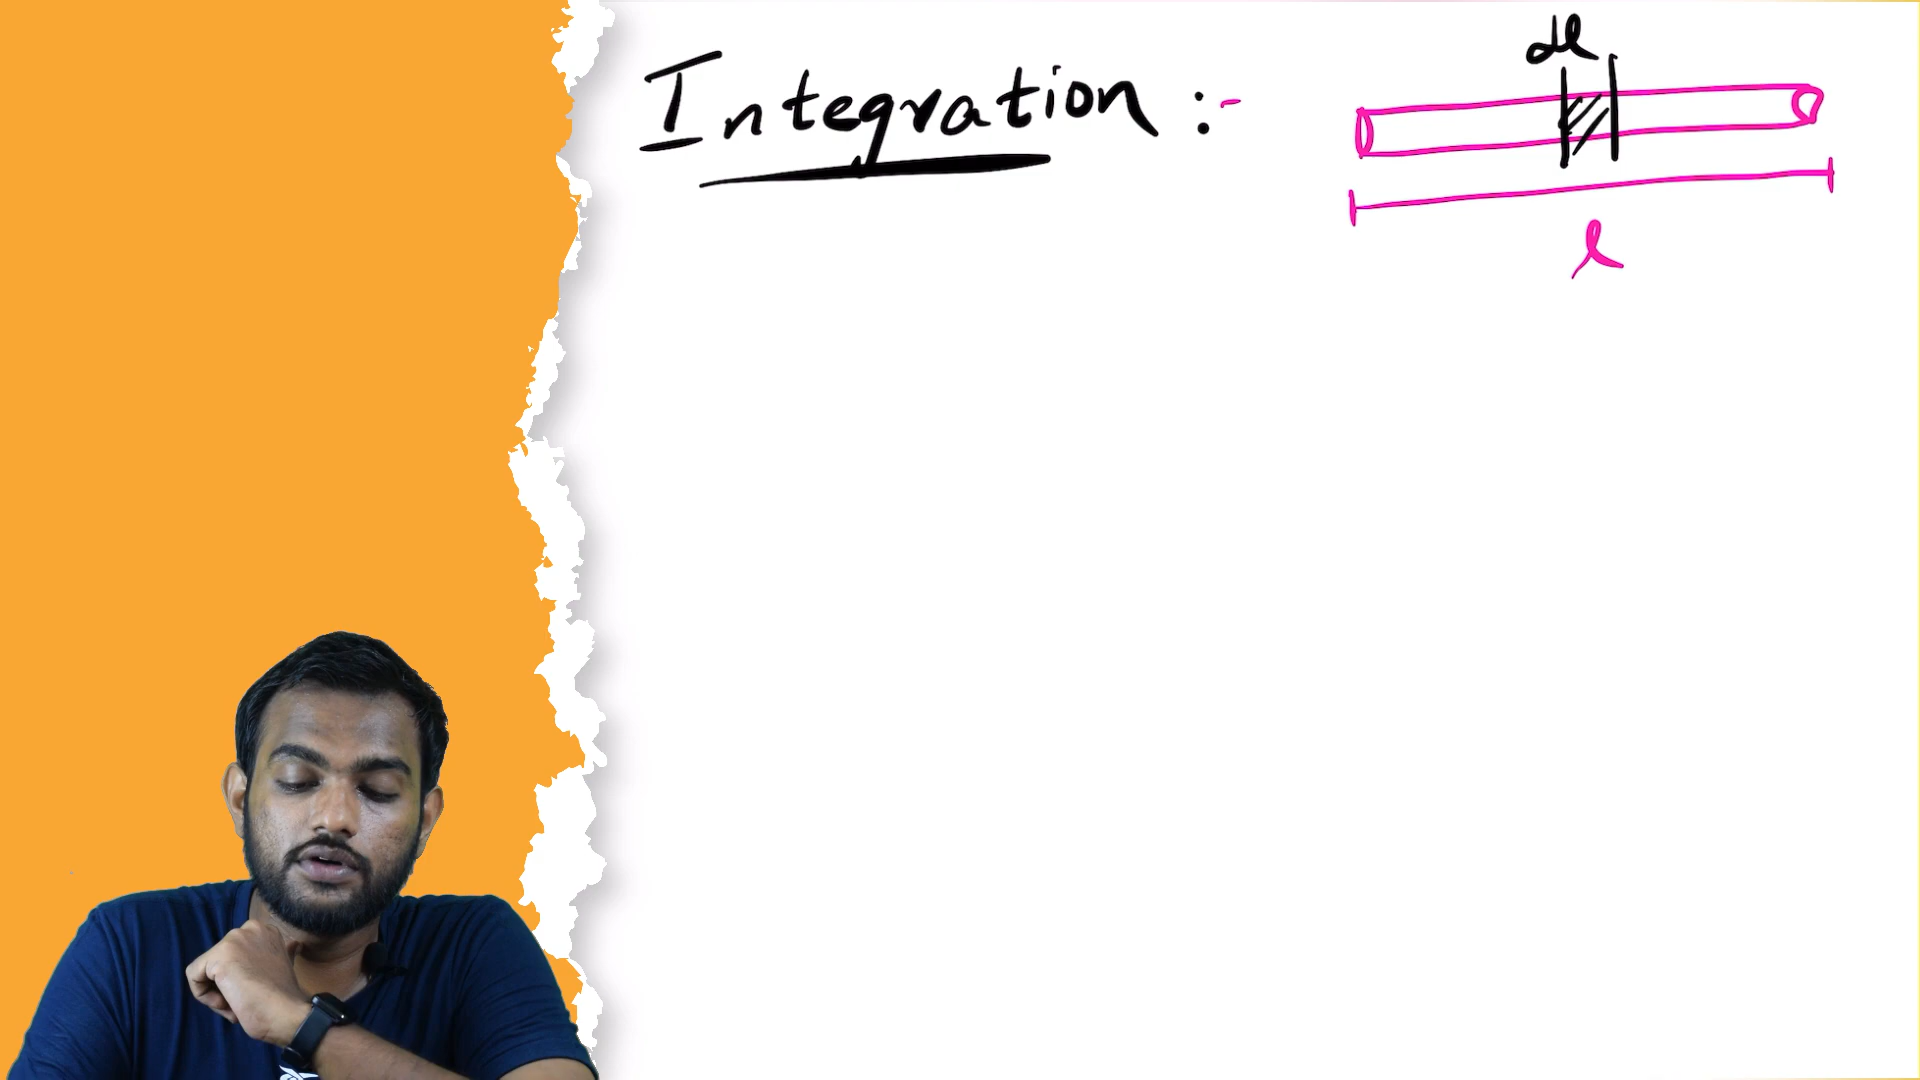 Integration :-
dl
l